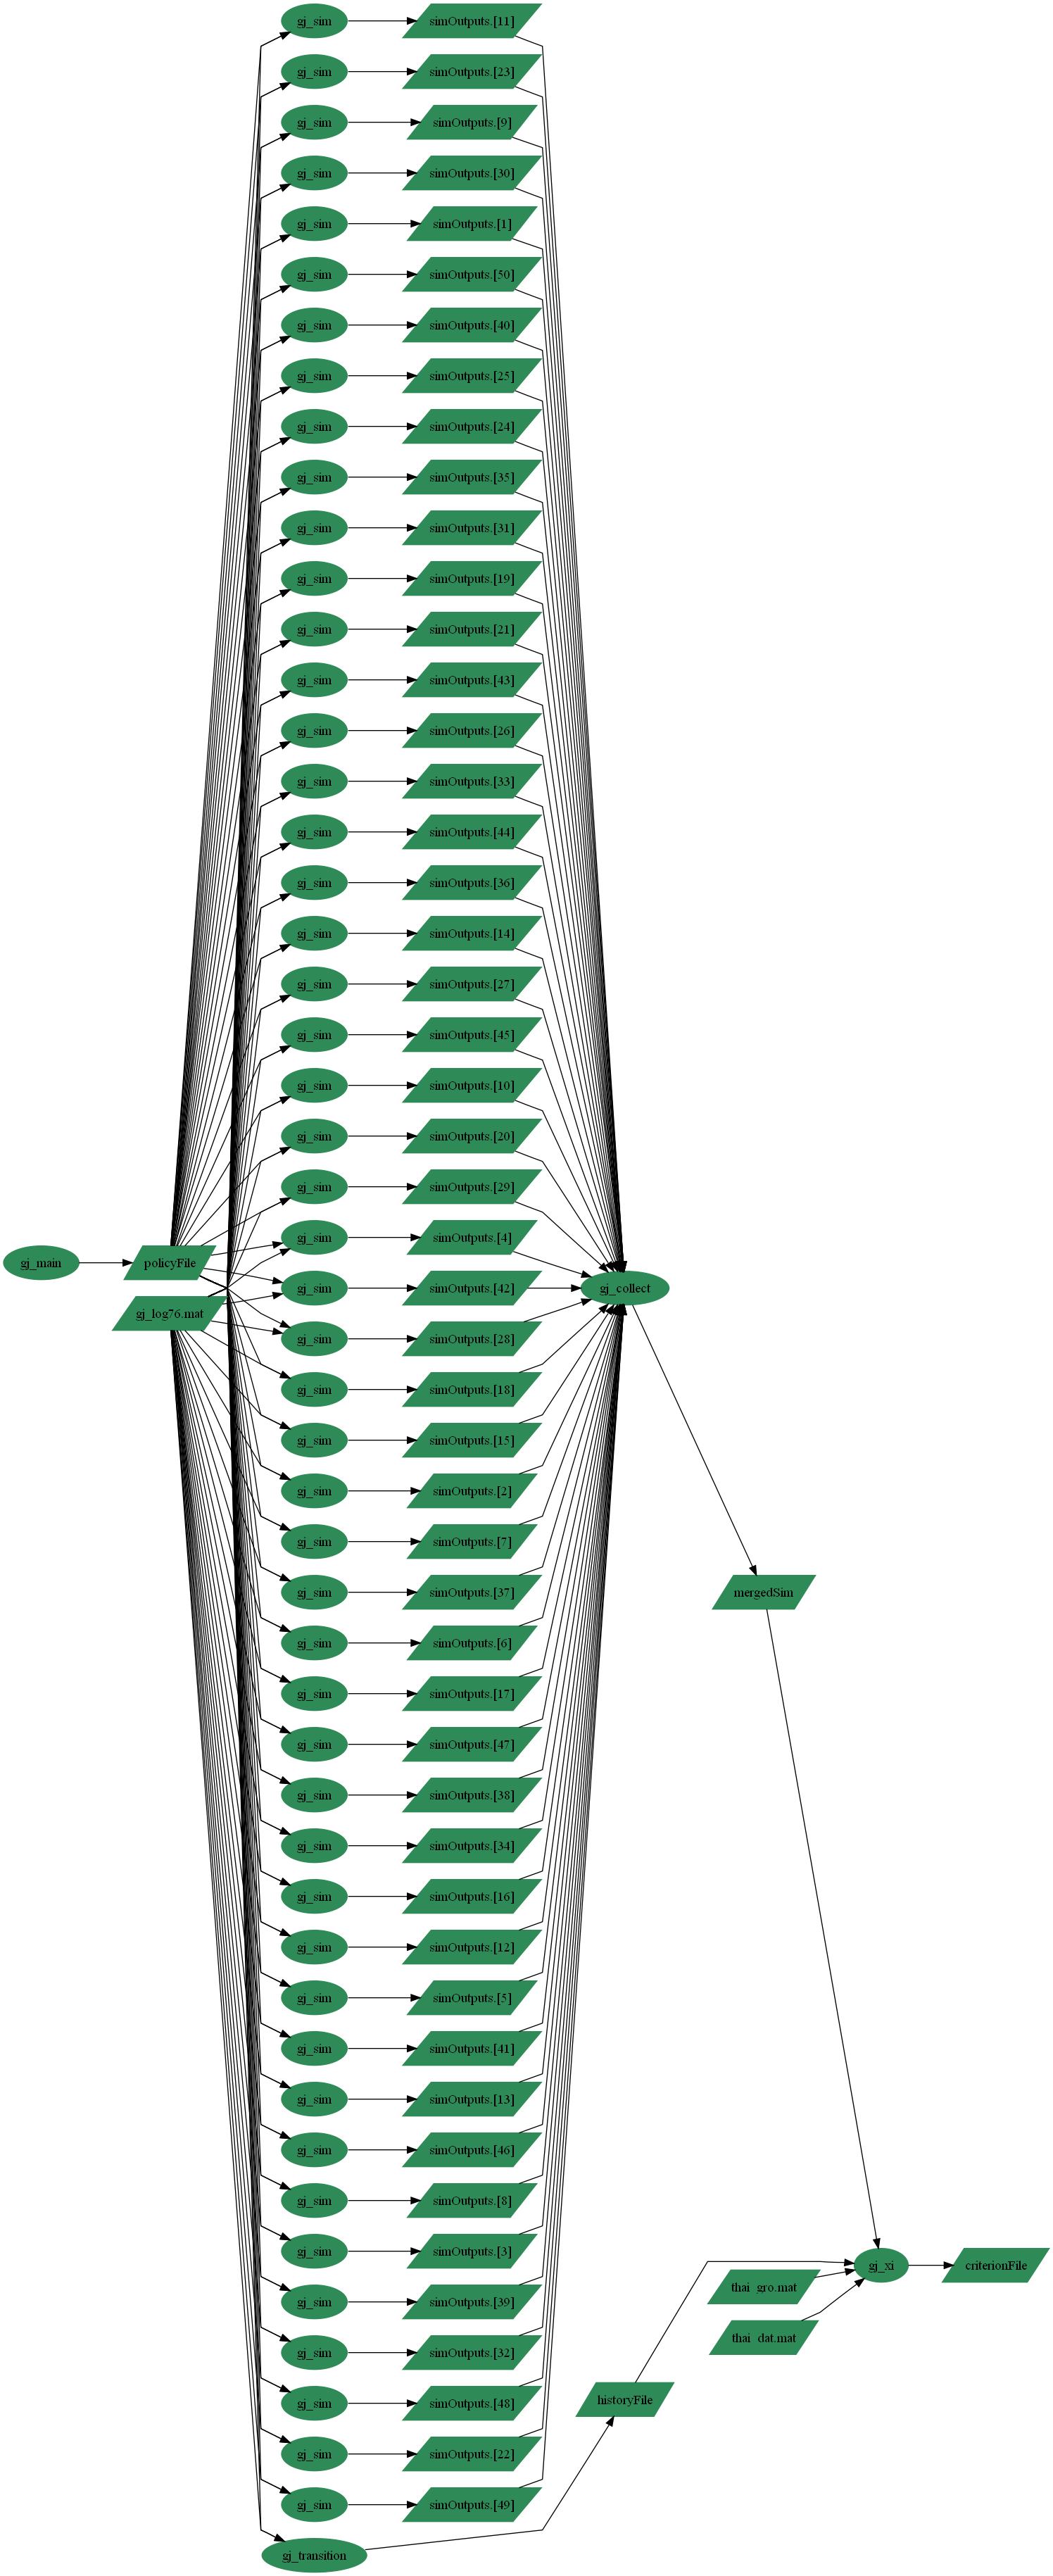 gj_sim simOutputs.[11]
gj_sim simOutputs.[23]
gj_sim simOutputs.[9]
gj_sim simOutputs.[30]
gj_sim simOutputs.[1]
gj_sim simOutputs.[50]
gj_sim simOutputs.[40]
gj_sim simOutputs.[25]
gj_sim simOutputs.[24]
gj_sim simOutputs.[35]
gj_sim simOutputs.[31]
gj_sim simOutputs.[19]
gj_sim simOutputs.[21]
gj_sim simOutputs.[43]
gj_sim simOutputs.[26]
gj_sim simOutputs.[33]
gj_sim simOutputs.[44]
gj_sim simOutputs.[36]
gj_sim simOutputs.[14]
gj_sim simOutputs.[27]
gj_sim simOutputs.[45]
gj_sim simOutputs.[10]
gj_sim simOutputs.[20]
gj_sim simOutputs.[29]
gj_sim simOutputs.[4]
gj_main policyFile
gj_sim simOutputs.[42] gj_collect
gj_log76.mat
gj_sim simOutputs.[28]
gj_sim simOutputs.[18]
gj_sim simOutputs.[15]
gj_sim simOutputs.[2]
gj_sim simOutputs.[7]
gj_sim simOutputs.[37] mergedSim
gj_sim simOutputs.[6]
gj_sim simOutputs.[17]
gj_sim simOutputs.[47]
gj_sim simOutputs.[38]
gj_sim simOutputs.[34]
gj_sim simOutputs.[16]
gj_sim simOutputs.[12]
gj_sim simOutputs.[5]
gj_sim simOutputs.[41]
gj_sim simOutputs.[13]
gj_sim simOutputs.[46]
gj_sim simOutputs.[8]
gj_sim simOutputs.[3]
gj_xi criterionFile
thai_gro.mat
gj_sim simOutputs.[39]
thai_dat.mat
gj_sim simOutputs.[32]
historyFile
gj_sim simOutputs.[48]
gj_sim simOutputs.[22]
gj_sim simOutputs.[49]
gj_transition